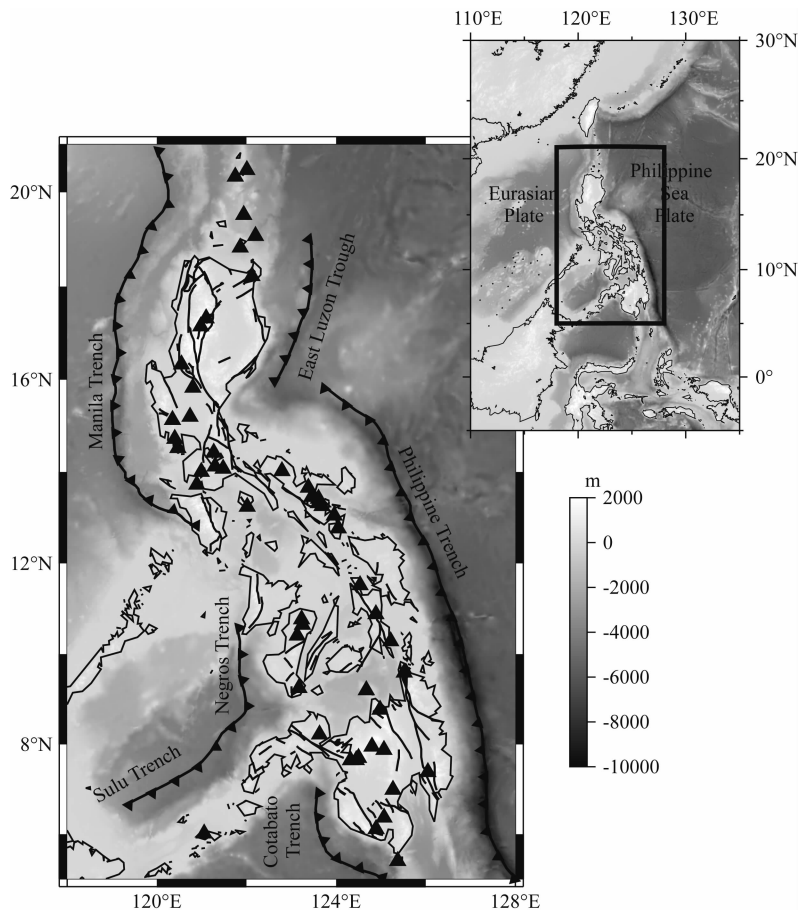 110°E 120°E 130°E
30°N
20°N
10°N
0°
Eurasian
Plate
Philippine
Sea
Plate
20°N
16°N
12°N
8°N
120°E 124°E 128°E
Manila Trench
East Luzon Trough
Philippine Trench
Negros Trench
Sulu Trench
Cotabato
Trench
m
2000
0
-2000
-4000
-6000
-8000
-10000